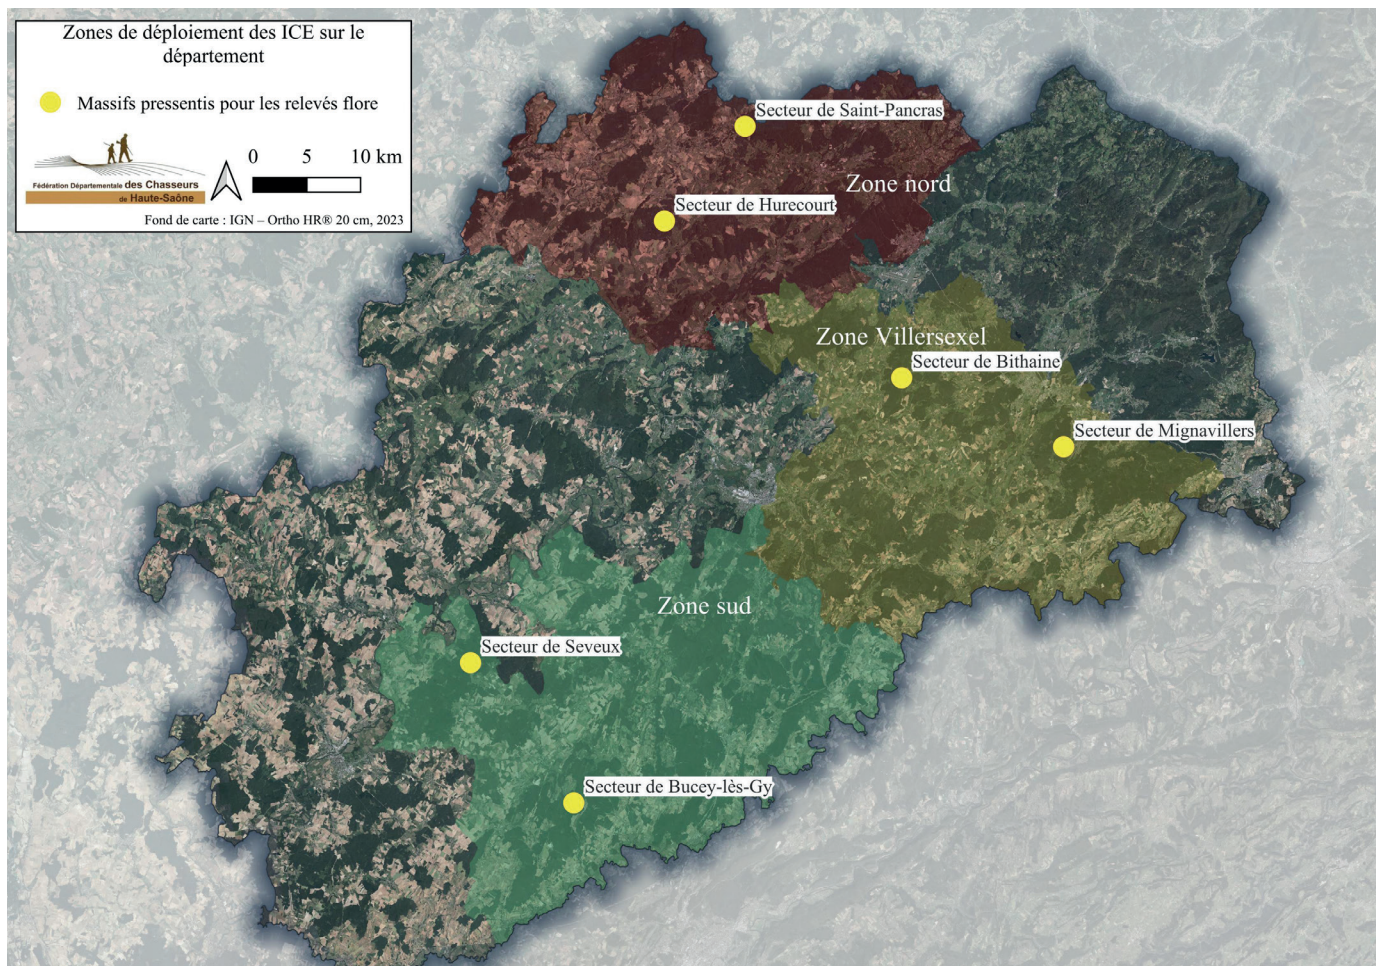 Zones de déploiement des ICE sur le
département
Massifs pressentis pour les relevés flore
Fédération Départementale des Chasseurs
de Haute-Saône
0 5 10 km
Fond de carte : IGN – Ortho HR® 20 cm, 2023
Secteur de Saint-Pancras
Zone nord
Secteur de Hurecourt
Zone Villersexel
Secteur de Bithaine
Secteur de Mignavillers
Zone sud
Secteur de Seveux
Secteur de Bucey-lès-Gy